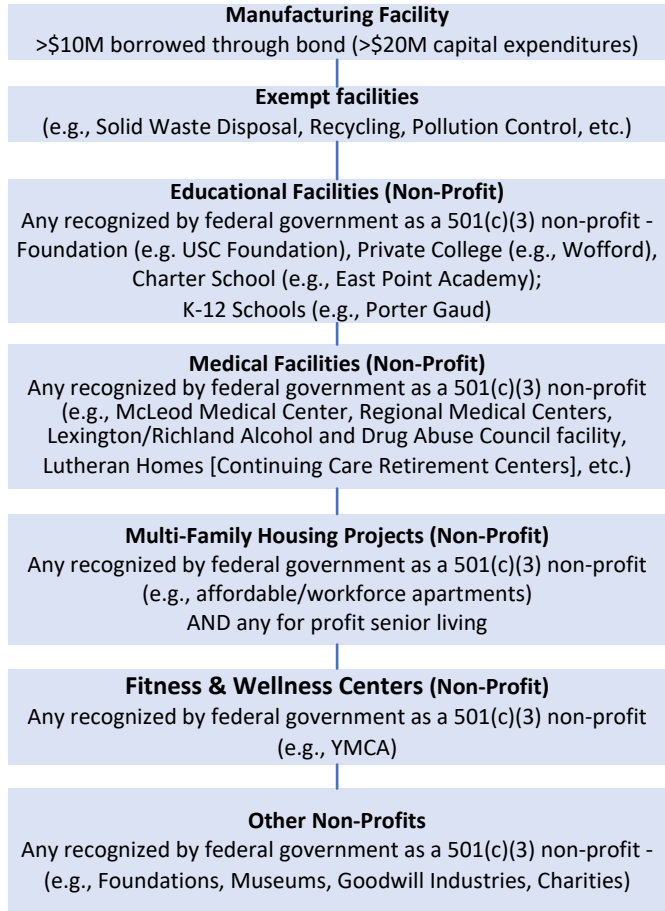 Manufacturing Facility
>$10M borrowed through bond (>$20M capital expenditures)
Exempt facilities
(e.g., Solid Waste Disposal, Recycling, Pollution Control, etc.)
Educational Facilities (Non-Profit)
Any recognized by federal government as a 501(c)(3) non-profit -
Foundation (e.g. USC Foundation), Private College (e.g., Wofford),
Charter School (e.g., East Point Academy);
K-12 Schools (e.g., Porter Gaud)
Medical Facilities (Non-Profit)
Any recognized by federal government as a 501(c)(3) non-profit
(e.g., McLeod Medical Center, Regional Medical Centers,
Lexington/Richland Alcohol and Drug Abuse Council facility,
Lutheran Homes [Continuing Care Retirement Centers], etc.)
Multi-Family Housing Projects (Non-Profit)
Any recognized by federal government as a 501(c)(3) non-profit
(e.g., affordable/workforce apartments)
AND any for profit senior living
Fitness & Wellness Centers (Non-Profit)
Any recognized by federal government as a 501(c)(3) non-profit
(e.g., YMCA)
Other Non-Profits
Any recognized by federal government as a 501(c)(3) non-profit -
(e.g., Foundations, Museums, Goodwill Industries, Charities)